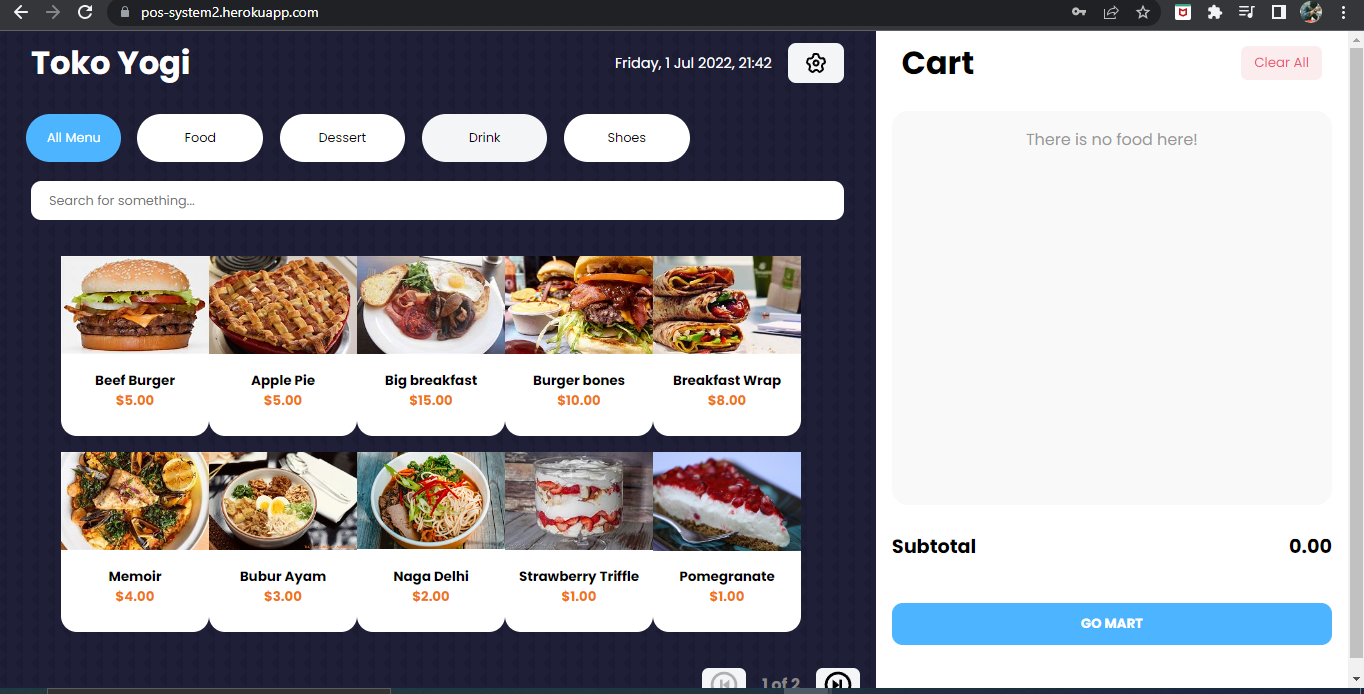 pos-system2.herokuapp.com
Toko Yogi
Friday, 1 Jul 2022, 21:42
All Menu
Food
Dessert
Drink
Shoes
Search for something...
Beef Burger
$5.00
Apple Pie
$5.00
Big breakfast
$15.00
Burger bones
$10.00
Breakfast Wrap
$8.00
Memoir
$4.00
Bubur Ayam
$3.00
Naga Delhi
$2.00
Strawberry Triffle
$1.00
Pomegranate
$1.00
1 of 2
Cart
Clear All
There is no food here!
Subtotal
0.00
GO MART